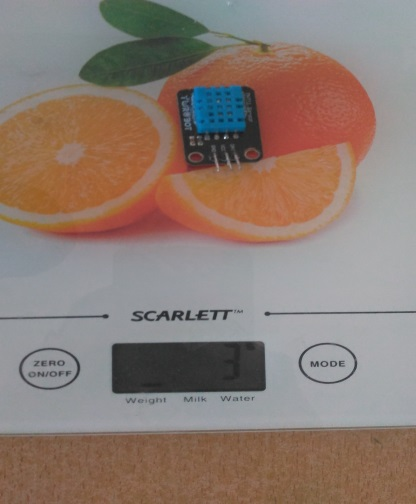 SCARLETT™
ZERO
ON/OFF
3
MODE
Weight Milk Water